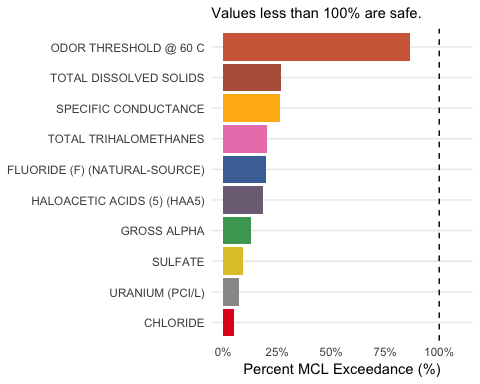 Values less than 100% are safe.
ODOR THRESHOLD @ 60 C
TOTAL DISSOLVED SOLIDS
SPECIFIC CONDUCTANCE
TOTAL TRIHALOMETHANES
FLUORIDE (F) (NATURAL-SOURCE)
HALOACETIC ACIDS (5) (HAA5)
GROSS ALPHA
SULFATE
URANIUM (PCI/L)
CHLORIDE
0% 25% 50% 75% 100%
Percent MCL Exceedance (%)